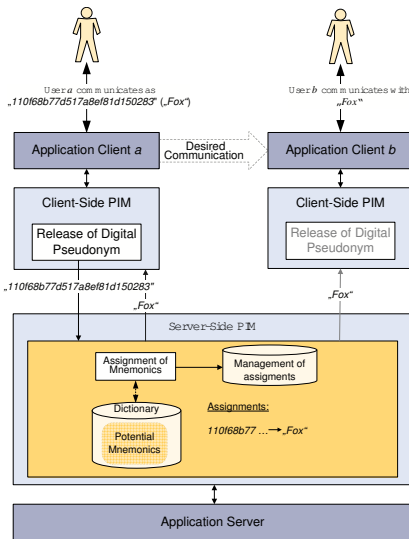 User a communicates as
„110f68b77d517a8ef81d150283" („Fox")
User b communicates with
„Fox"
Application Client a
Desired
Communication
Application Client b
Client-Side PIM
Release of Digital
Pseudonym
Client-Side PIM
Release of Digital
Pseudonym
„110f68b77d517a8ef81d150283"
„Fox"
„Fox"
Server-Side PIM
Assignment of
Mnemonics
Management of
assigments
Dictionary
Potential
Mnemonics
Assignments:
110f68b77 ... → „Fox"
Application Server